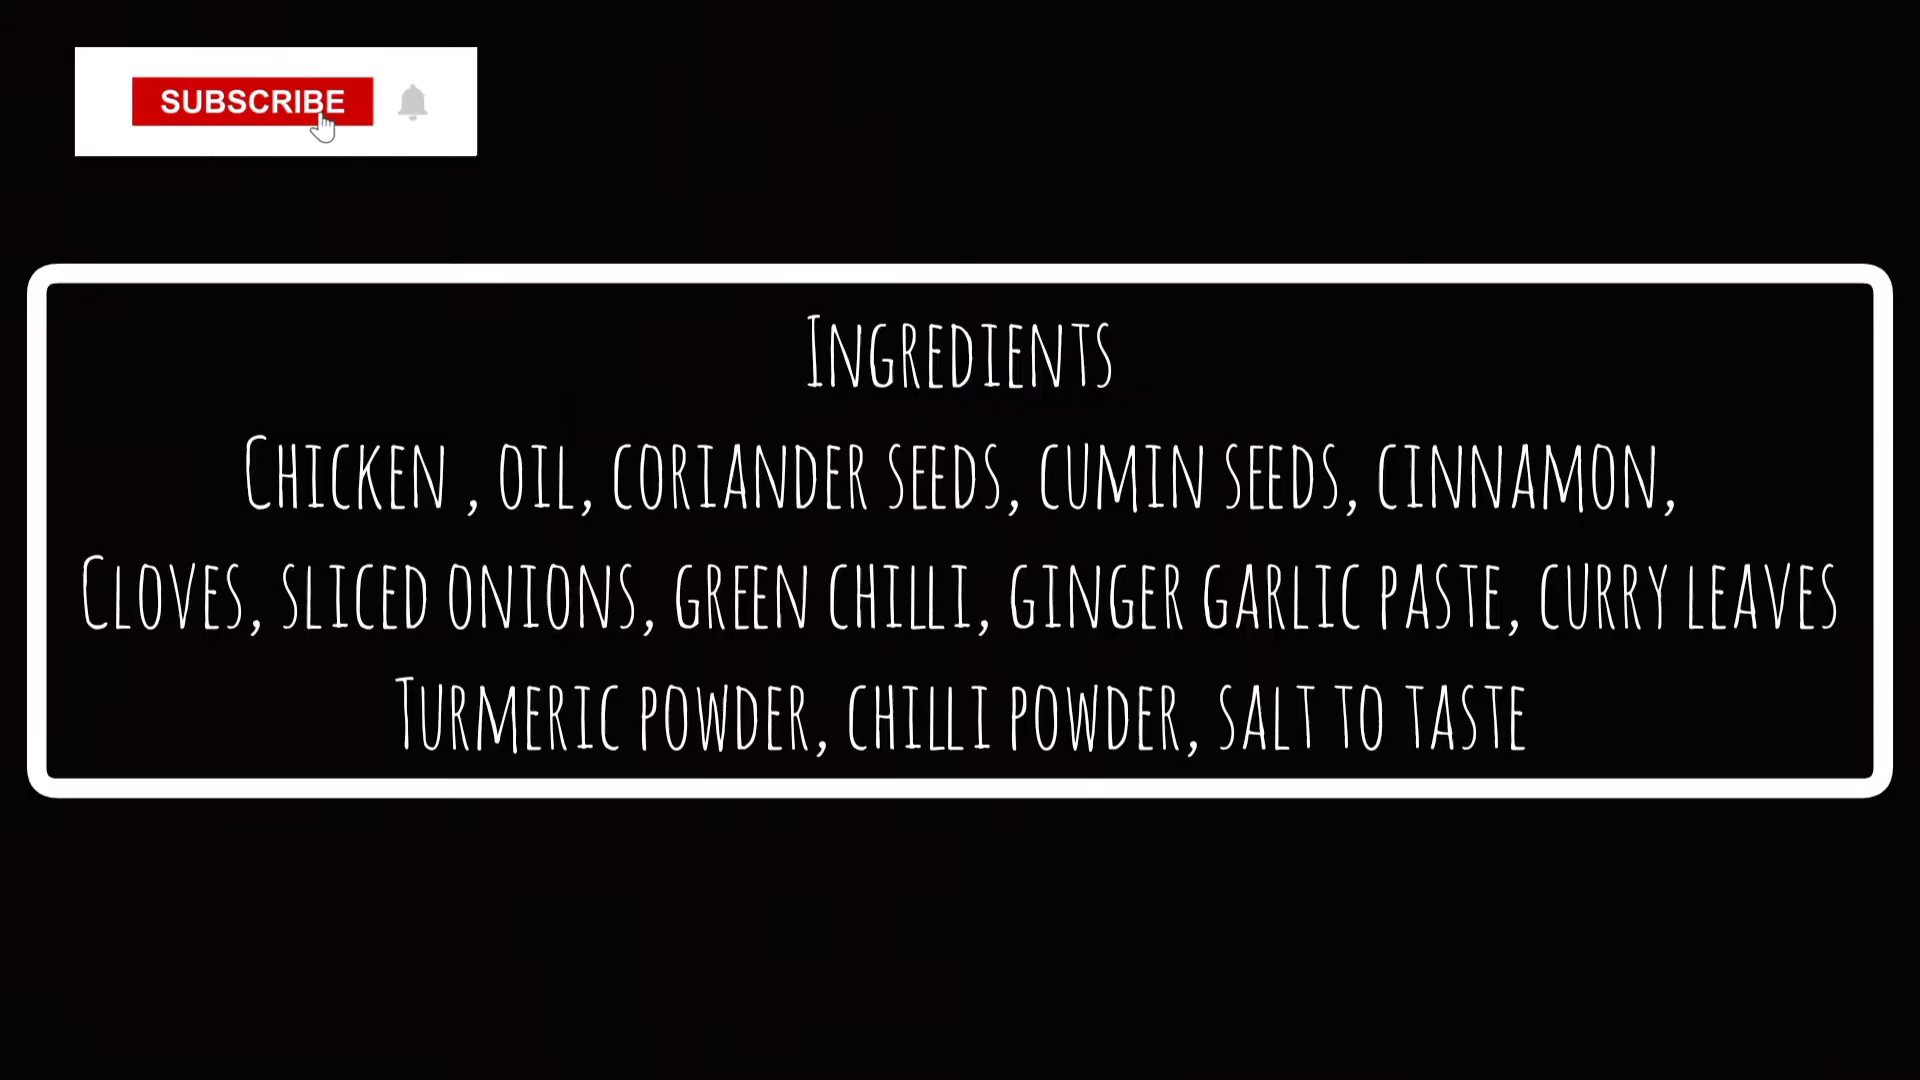 SUBSCRIBE
Ingredients
Chicken , oil, coriander seeds, cumin seeds, cinnamon,
Cloves, sliced onions, green chilli, ginger garlic paste, curry leaves
Turmeric powder, chilli powder, salt to taste